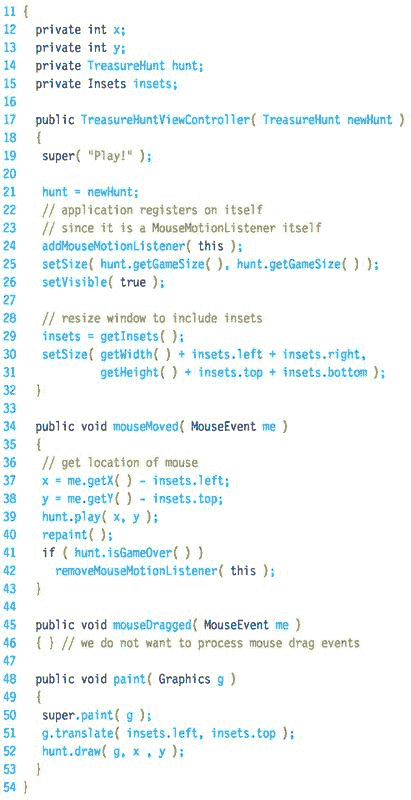 11 {
12 private int x;
13 private int y;
14 private TreasureHunt hunt;
15 private Insets insets;
16
17 public TreasureHuntViewController( TreasureHunt newHunt )
18 {
19 super( "Play!" );
20
21 hunt = newHunt;
22 // application registers on itself
23 // since it is a MouseMotionListener itself
24 addMouseMotionListener( this );
25 setSize( hunt.getGameSize( ), hunt.getGameSize( ) );
26 setVisible( true );
27
28 // resize window to include insets
29 insets = getInsets( );
30 setSize( getWidth( ) + insets.left + insets.right,
31 getHeight( ) + insets.top + insets.bottom );
32 }
33
34 public void mouseMoved( MouseEvent me )
35 {
36 // get location of mouse
37 x = me.getX( ) - insets.left;
38 y = me.getY( ) - insets.top;
39 hunt.play( x, y );
40 repaint( );
41 if ( hunt.isGameOver( ) )
42 removeMouseMotionListener( this );
43 }
44
45 public void mouseDragged( MouseEvent me )
46 { } // we do not want to process mouse drag events
47
48 public void paint( Graphics g )
49 {
50 super.paint( g );
51 g.translate( insets.left, insets.top );
52 hunt.draw( g, x , y );
53 }
54 }